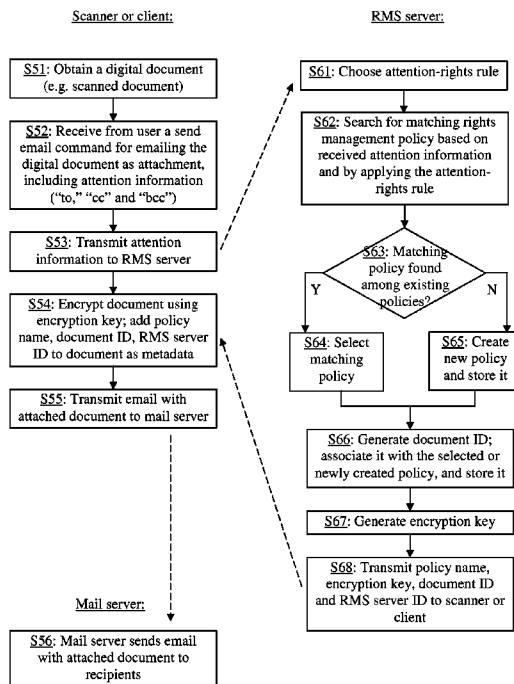 Scanner or client:
S51: Obtain a digital document
(e.g. scanned document)
S52: Receive from user a send
email command for emailing the
digital document as attachment,
including attention information
(“to,” “cc” and “bcc”)
S53: Transmit attention
information to RMS server
S54: Encrypt document using
encryption key; add policy
name, document ID, RMS server
ID to document as metadata
S55: Transmit email with
attached document to mail server
Mail server:
S56: Mail server sends email
with attached document to
recipients
RMS server:
S61: Choose attention-rights rule
S62: Search for matching rights
management policy based on
received attention information
and by applying the attention-
rights rule
S63: Matching
policy found
among existing
policies?
Y
N
S64: Select
matching
policy
S65: Create
new policy
and store it
S66: Generate document ID;
associate it with the selected or
newly created policy, and store it
S67: Generate encryption key
S68: Transmit policy name,
encryption key, document ID
and RMS server ID to scanner or
client